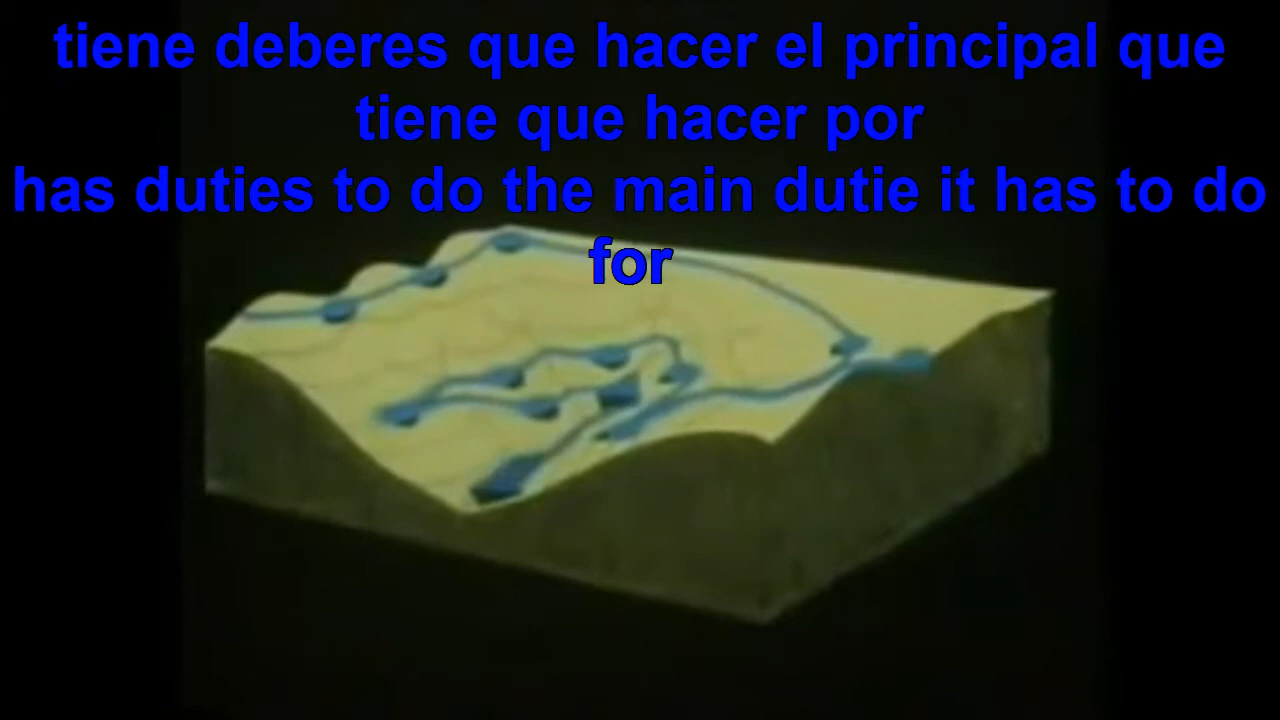 tiene deberes que hacer el principal que
tiene que hacer por
has duties to do the main dutie it has to do
for